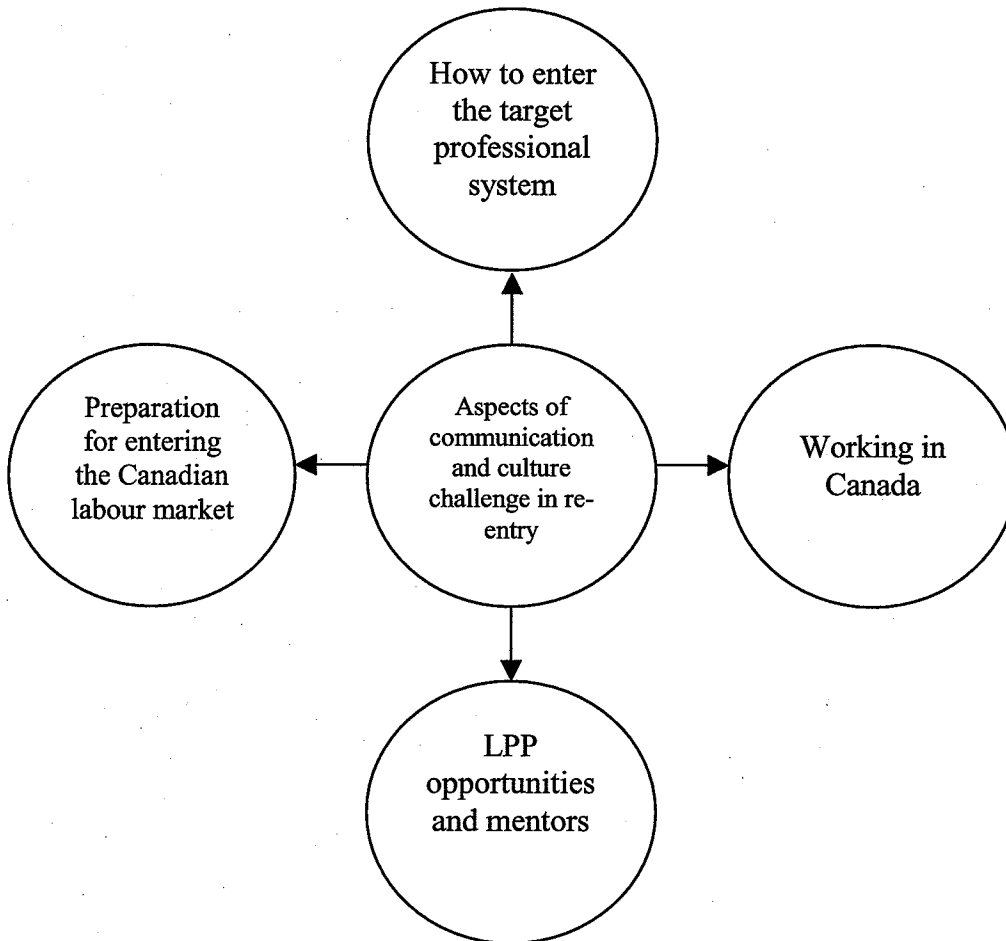 How to enter
the target
professional
system
Preparation
for entering
the Canadian
labour market
Aspects of
communication
and culture
challenge in re-
entry
Working in
Canada
LPP
opportunities
and mentors